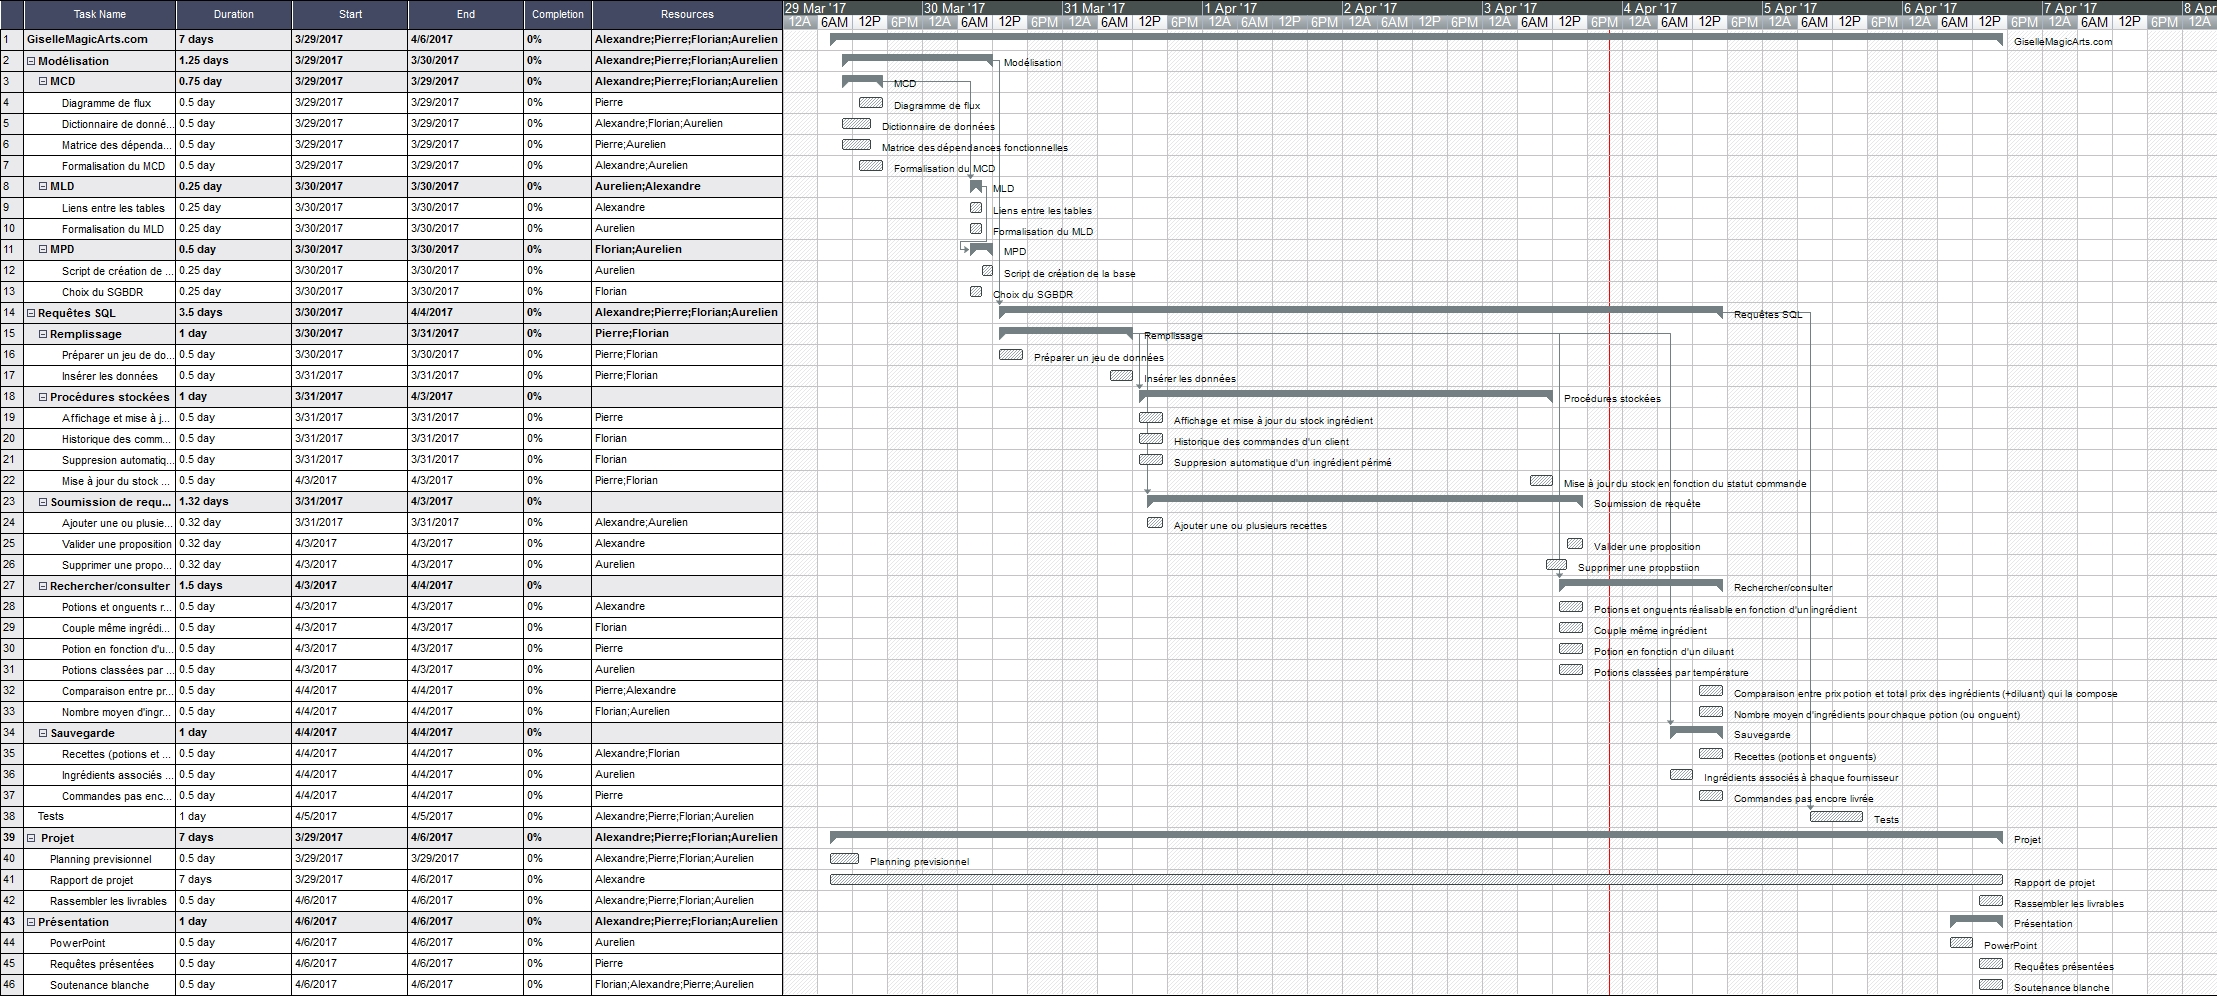 Task Name Duration Start End Completion Resources 29 Mar '17 30 Mar '17 31 Mar '17 1 Apr '17 2 Apr '17 3 Apr '17 4 Apr '17 5 Apr '17 6 Apr '17 7 Apr '17 8 Apr
12A 6AM 12P 6PM 12A 6AM 12P 6PM 12A 6AM 12P 6PM 12A 6AM 12P 6PM 12A 6AM 12P 6PM 12A 6AM 12P 6PM 12A 6AM 12P 6PM 12A 6AM 12P 6PM 12A 6AM 12P 6PM 12A 6AM 12P 6PM 12A
1 GiselleMagicArts.com 7 days 3/29/2017 4/6/2017 0% Alexandre;Pierre;Florian;Aurelien GiselleMagicArts.com
2 Modélisation 1.25 days 3/29/2017 3/30/2017 0% Alexandre;Pierre;Florian;Aurelien Modélisation
3 MCD 0.75 day 3/29/2017 3/29/2017 0% Alexandre;Pierre;Florian;Aurelien MCD
4 Diagramme de flux 0.5 day 3/29/2017 3/29/2017 0% Pierre Diagramme de flux
5 Dictionnaire de donné... 0.5 day 3/29/2017 3/29/2017 0% Alexandre;Florian;Aurelien Dictionnaire de données
6 Matrice des dépenda... 0.5 day 3/29/2017 3/29/2017 0% Pierre;Aurelien Matrice des dépendances fonctionnelles
7 Formalisation du MCD 0.5 day 3/29/2017 3/29/2017 0% Alexandre;Aurelien Formalisation du MCD
8 MLD 0.25 day 3/30/2017 3/30/2017 0% Aurelien;Alexandre MLD
9 Liens entre les tables 0.25 day 3/30/2017 3/30/2017 0% Alexandre Liens entre les tables
10 Formalisation du MLD 0.25 day 3/30/2017 3/30/2017 0% Aurelien Formalisation du MLD
11 MPD 0.5 day 3/30/2017 3/30/2017 0% Florian;Aurelien MPD
12 Script de création de ... 0.25 day 3/30/2017 3/30/2017 0% Aurelien Script de création de la base
13 Choix du SGBDR 0.25 day 3/30/2017 3/30/2017 0% Florian Choix du SGBDR
14 Requêtes SQL 3.5 days 3/30/2017 4/4/2017 0% Alexandre;Pierre;Florian;Aurelien Requêtes SQL
15 Remplissage 1 day 3/30/2017 3/31/2017 0% Pierre;Florian Remplissage
16 Préparer un jeu de do... 0.5 day 3/30/2017 3/30/2017 0% Pierre;Florian Préparer un jeu de données
17 Insérer les données 0.5 day 3/31/2017 3/31/2017 0% Pierre;Florian Insérer les données
18 Procédures stockées 1 day 3/31/2017 4/3/2017 0% Procédures stockées
19 Affichage et mise à j... 0.5 day 3/31/2017 3/31/2017 0% Pierre Affichage et mise à jour du stock ingrédient
20 Historique des comm... 0.5 day 3/31/2017 3/31/2017 0% Florian Historique des commandes d'un client
21 Suppresion automatiq... 0.5 day 3/31/2017 3/31/2017 0% Florian Suppresion automatique d'un ingrédient périmé
22 Mise à jour du stock ... 0.5 day 4/3/2017 4/3/2017 0% Pierre;Florian Mise à jour du stock en fonction du statut commande
23 Soumission de requ... 1.32 days 3/31/2017 4/3/2017 0% Soumission de requête
24 Ajouter une ou plusie... 0.32 day 3/31/2017 3/31/2017 0% Alexandre;Aurelien Ajouter une ou plusieurs recettes
25 Valider une proposition 0.32 day 4/3/2017 4/3/2017 0% Alexandre Valider une proposition
26 Supprimer une propo... 0.32 day 4/3/2017 4/3/2017 0% Aurelien Supprimer une propostiion
27 Rechercher/consulter 1.5 days 4/3/2017 4/4/2017 0% Rechercher/consulter
28 Potions et onguents r... 0.5 day 4/3/2017 4/3/2017 0% Alexandre Potions et onguents réalisable en fonction d'un ingrédient
29 Couple même ingrédi... 0.5 day 4/3/2017 4/3/2017 0% Florian Couple même ingrédient
30 Potion en fonction d'u... 0.5 day 4/3/2017 4/3/2017 0% Pierre Potion en fonction d'un diluant
31 Potions classées par ... 0.5 day 4/3/2017 4/3/2017 0% Aurelien Potions classées par température
32 Comparaison entre pr... 0.5 day 4/4/2017 4/4/2017 0% Pierre;Alexandre Comparaison entre prix potion et total prix des ingrédients (+diluant) qui la compose
33 Nombre moyen d'ingr... 0.5 day 4/4/2017 4/4/2017 0% Florian;Aurelien Nombre moyen d'ingrédients pour chaque potion (ou onguent)
34 Sauvegarde 1 day 4/4/2017 4/4/2017 0% Sauvegarde
35 Recettes (potions et ... 0.5 day 4/4/2017 4/4/2017 0% Alexandre;Florian Recettes (potions et onguents)
36 Ingrédients associés ... 0.5 day 4/4/2017 4/4/2017 0% Aurelien Ingrédients associés à chaque fournisseur
37 Commandes pas enc... 0.5 day 4/4/2017 4/4/2017 0% Pierre Commandes pas encore livrée
38 Tests 1 day 4/5/2017 4/5/2017 0% Alexandre;Pierre;Florian;Aurelien Tests
39 Projet 7 days 3/29/2017 4/6/2017 0% Alexandre;Pierre;Florian;Aurelien Projet
40 Planning previsionnel 0.5 day 3/29/2017 3/29/2017 0% Alexandre;Pierre;Florian;Aurelien Planning previsionnel
41 Rapport de projet 7 days 3/29/2017 4/6/2017 0% Alexandre Rapport de projet
42 Rassembler les livrables 0.5 day 4/6/2017 4/6/2017 0% Alexandre;Pierre;Florian;Aurelien Rassembler les livrables
43 Présentation 1 day 4/6/2017 4/6/2017 0% Alexandre;Pierre;Florian;Aurelien Présentation
44 PowerPoint 0.5 day 4/6/2017 4/6/2017 0% Aurelien PowerPoint
45 Requêtes présentées 0.5 day 4/6/2017 4/6/2017 0% Pierre Requêtes présentées
46 Soutenance blanche 0.5 day 4/6/2017 4/6/2017 0% Florian;Alexandre;Pierre;Aurelien Soutenance blanche